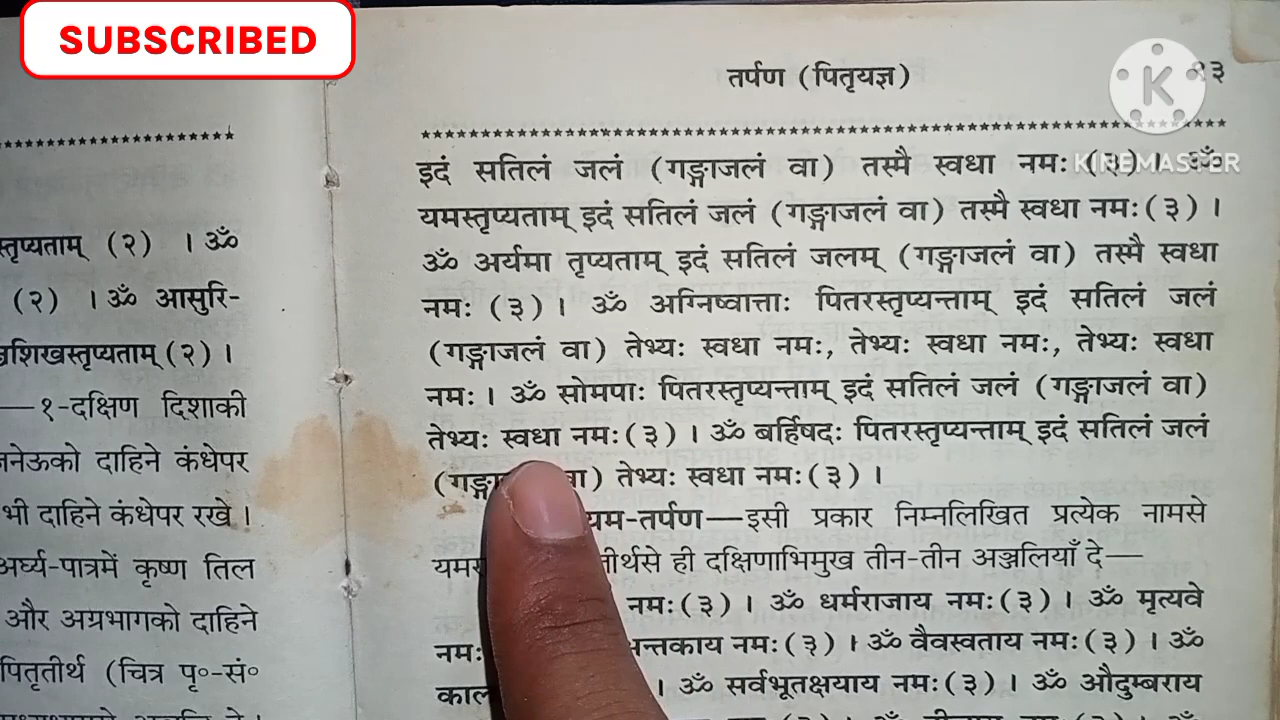 SUBSCRIBED
K
KINEMASTER
स्तृप्यताम् (२) । ॐ
(२) । ॐ आसुरि-
शिखस्तृप्यताम् (२) ।
—१-दक्षिण दिशाकी
जनेऊको दाहिने कंधेपर
भी दाहिने कंधेपर रखे ।
अर्घ्य-पात्रमें कृष्ण तिल
और अग्रभागको दाहिने
पितृतीर्थ (चित्र पृ०-सं०
तर्पण (पितृयज्ञ)
इदं सतिलं जलं (गङ्गाजलं वा) तस्मै स्वधा नमः (३) । ॐ
यमस्तृप्यताम् इदं सतिलं जलं (गङ्गाजलं वा) तस्मै स्वधा नमः (३) ।
ॐ अर्यमा तृप्यताम् इदं सतिलं जलम् (गङ्गाजलं वा) तस्मै स्वधा
नमः (३) । ॐ अग्निष्वात्ताः पितरस्तृप्यन्ताम् इदं सतिलं जलं
(गङ्गाजलं वा) तेभ्यः स्वधा नमः, तेभ्यः स्वधा नमः, तेभ्यः स्वधा
नमः । ॐ सोमपाः पितरस्तृप्यन्ताम् इदं सतिलं जलं (गङ्गाजलं वा)
तेभ्यः स्वधा नमः (३) । ॐ बर्हिषदः पितरस्तृप्यन्ताम् इदं सतिलं जलं
वा) तेभ्यः स्वधा नमः (३) ।
यम-तर्पण—इसी प्रकार निम्नलिखित प्रत्येक नामसे
ही दक्षिणाभिमुख तीन-तीन अञ्जलियाँ दे—
नमः (३) । ॐ धर्मराजाय नमः (३) । ॐ मृत्यवे
नमः न्तकाय नमः (३) । ॐ वैवस्वताय नमः (३) । ॐ
काल । ॐ सर्वभूतक्षयाय नमः (३) । ॐ औदुम्बराय